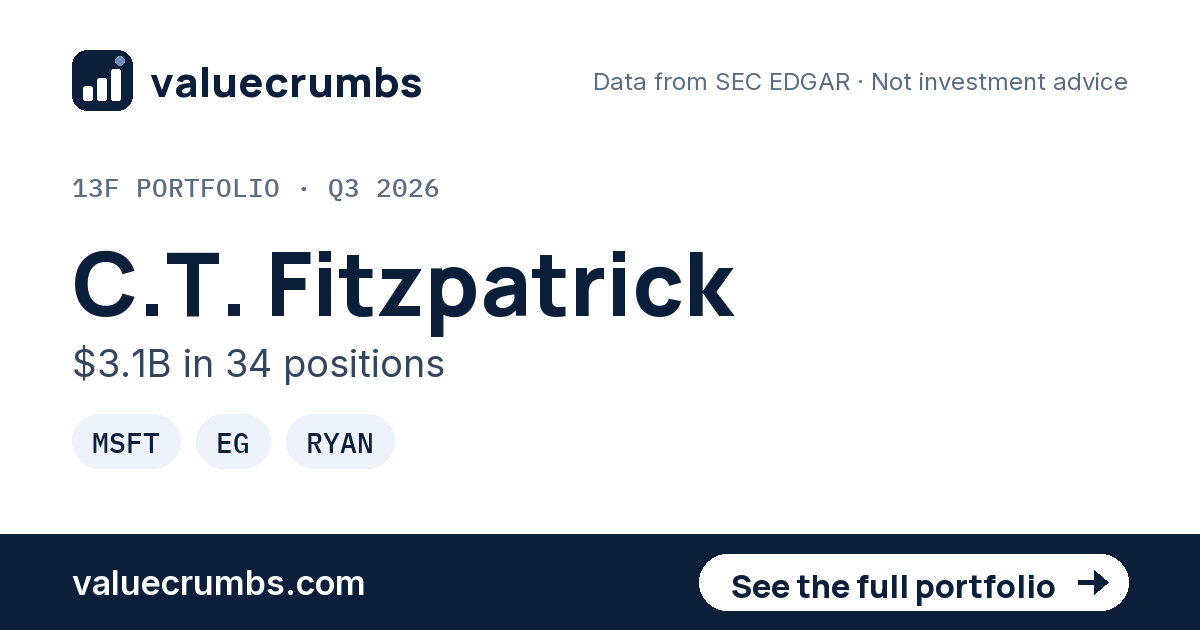 valuecrumbs
Data from SEC EDGAR · Not investment advice
13F PORTFOLIO · Q3 2026
C.T. Fitzpatrick
$3.1B in 34 positions
MSFT EG RYAN
valuecrumbs.com
See the full portfolio →